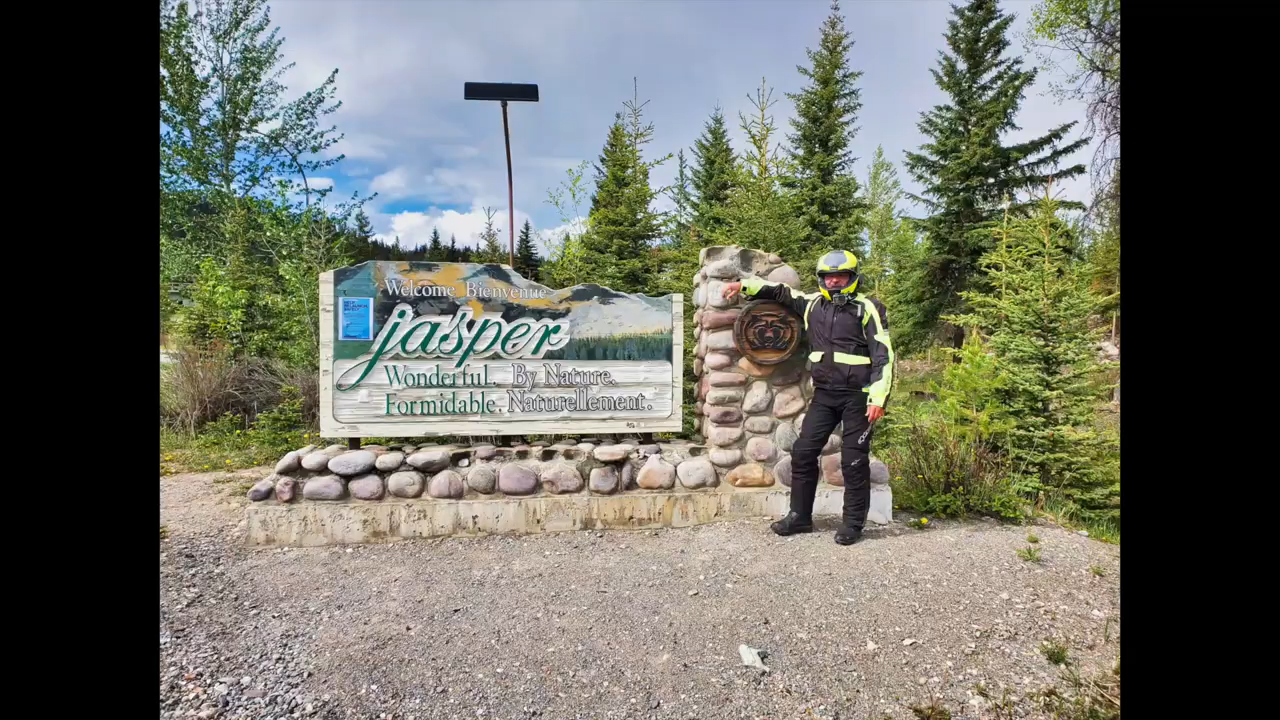 Welcome Bienvenue
jasper
Wonderful. By Nature.
Formidable. Naturellement.